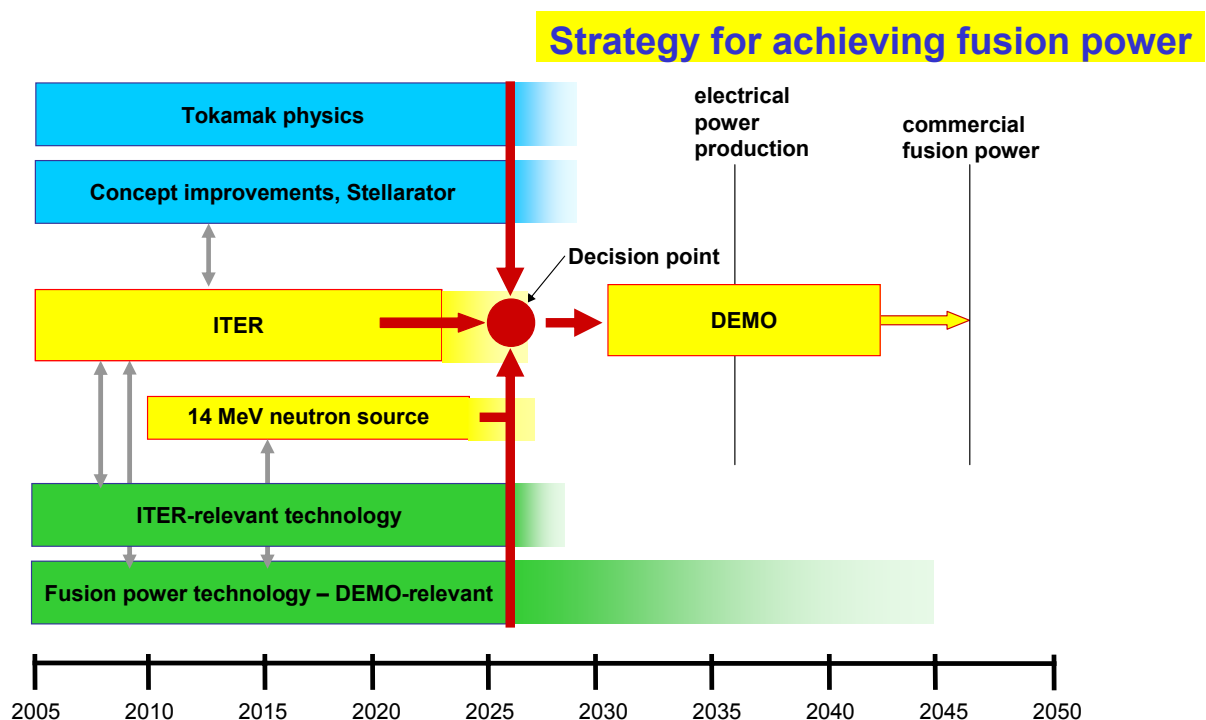 Strategy for achieving fusion power
Tokamak physics
electrical
power
production
commercial
fusion power
Concept improvements, Stellarator
Decision point
ITER
DEMO
14 MeV neutron source
ITER-relevant technology
Fusion power technology – DEMO-relevant
2005 2010 2015 2020 2025 2030 2035 2040 2045 2050